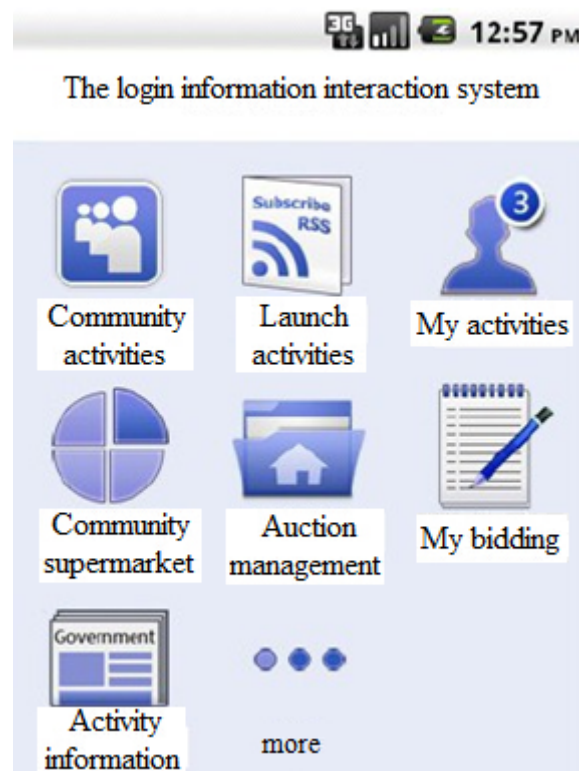 3G 12:57 PM
The login information interaction system
Subscribe
RSS
3
Community
activities
Launch
activities
My activities
Community
supermarket
Auction
management
My bidding
Government
Activity
information
more